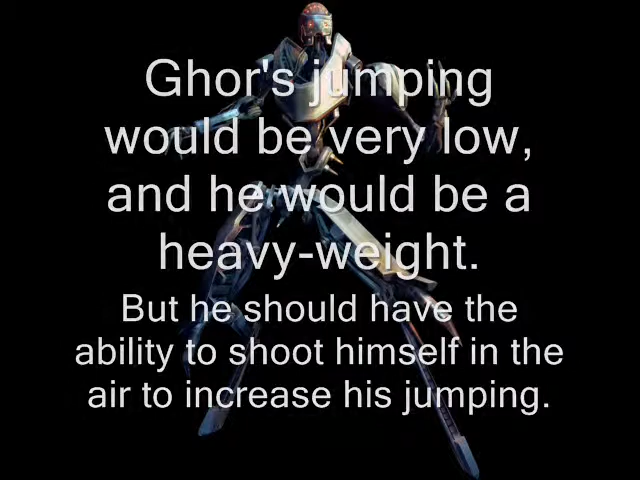 Ghor's jumping
would be very low,
and he would be a
heavy-weight.
But he should have the
ability to shoot himself in the
air to increase his jumping.